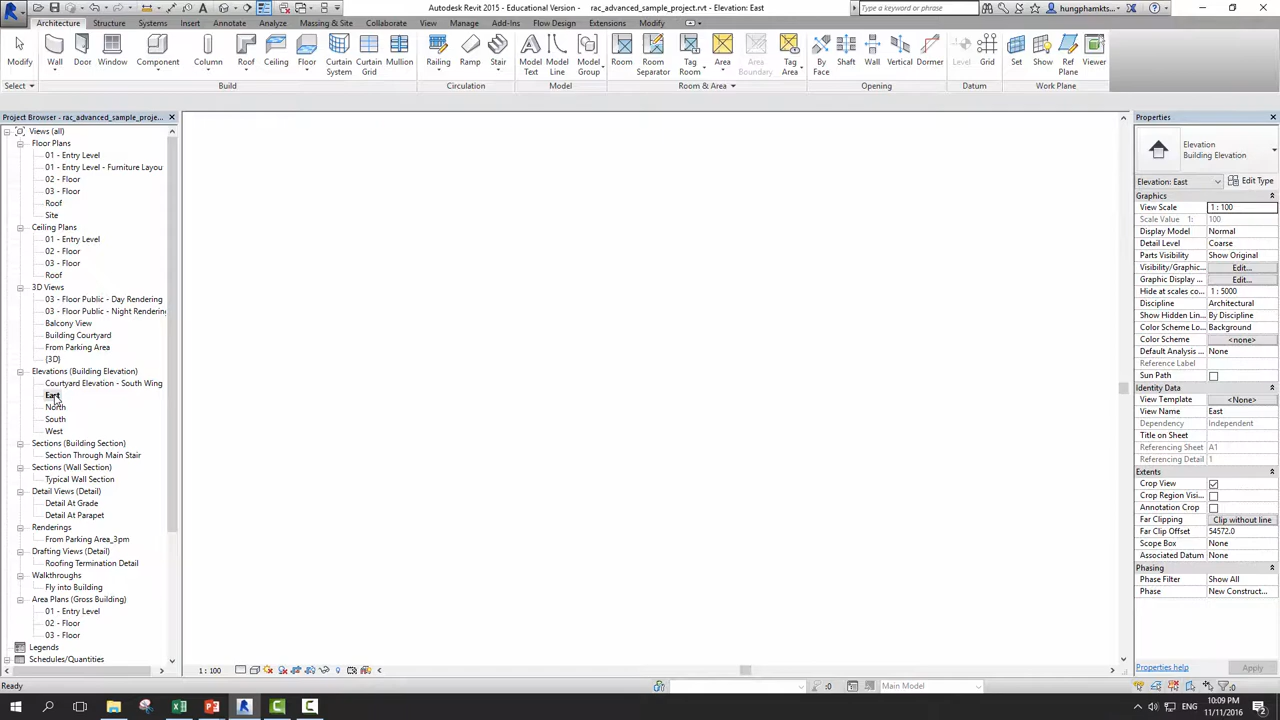 Autodesk Revit 2015 - Educational Version - rac_advanced_sample_project.rvt - Elevation: East
Type a keyword or phrase
hungphamkts...
Architecture Structure Systems Insert Annotate Analyze Massing & Site Collaborate View Manage Add-Ins Flow Design Extensions Modify
Modify Wall Door Window Component Column Roof Ceiling Floor Curtain System Curtain Grid Mullion Railing Ramp Stair Model Text Model Line Model Group Room Room Separator Tag Room Area Area Boundary Tag Area By Face Shaft Wall Vertical Dormer Level Grid Set Show Ref Plane Viewer
Select Build Circulation Model Room & Area Opening Datum Work Plane
Project Browser - rac_advanced_sample_proje...
Views (all)
Floor Plans
01 - Entry Level
01 - Entry Level - Furniture Layou
02 - Floor
03 - Floor
Roof
Site
Ceiling Plans
01 - Entry Level
02 - Floor
03 - Floor
Roof
3D Views
03 - Floor Public - Day Rendering
03 - Floor Public - Night Rendering
Balcony View
Building Courtyard
From Parking Area
{3D}
Elevations (Building Elevation)
Courtyard Elevation - South Wing
East
North
South
West
Sections (Building Section)
Section Through Main Stair
Sections (Wall Section)
Typical Wall Section
Detail Views (Detail)
Detail At Grade
Detail At Parapet
Renderings
From Parking Area_3pm
Drafting Views (Detail)
Roofing Termination Detail
Walkthroughs
Fly into Building
Area Plans (Gross Building)
01 - Entry Level
02 - Floor
03 - Floor
Legends
Schedules/Quantities
Properties
Elevation
Building Elevation
Elevation: East Edit Type
Graphics
View Scale 1 : 100
Scale Value 1: 100
Display Model Normal
Detail Level Coarse
Parts Visibility Show Original
Visibility/Graphic... Edit...
Graphic Display ... Edit...
Hide at scales co... 1 : 5000
Discipline Architectural
Show Hidden Lin... By Discipline
Color Scheme Lo... Background
Color Scheme <none>
Default Analysis ... None
Reference Label
Sun Path
Identity Data
View Template <None>
View Name East
Dependency Independent
Title on Sheet
Referencing Sheet A1
Referencing Detail 1
Extents
Crop View
Crop Region Visi...
Annotation Crop
Far Clipping Clip without line
Far Clip Offset 54572.0
Scope Box None
Associated Datum None
Phasing
Phase Filter Show All
Phase New Construct...
Properties help Apply
1 : 100
Ready :0 Main Model :0
ENG
10:09 PM
11/11/2016